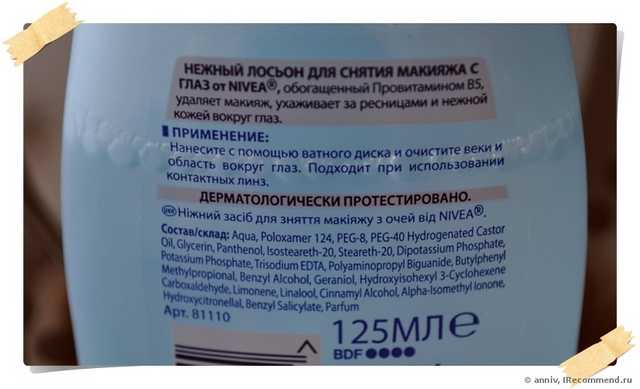 НЕЖНЫЙ ЛОСЬОН ДЛЯ СНЯТИЯ МАКИЯЖА С
ГЛАЗ от NIVEA®, обогащенный Провитамином B5,
удаляет макияж, ухаживает за ресницами и нежной
кожей вокруг глаз.
ПРИМЕНЕНИЕ:
Нанесите с помощью ватного диска и очистите веки и
область вокруг глаз. Подходит при использовании
контактных линз.
ДЕРМАТОЛОГИЧЕСКИ ПРОТЕСТИРОВАНО.
Ніжний засіб для зняття макіяжу з очей від NIVEA®.
Состав/склад: Aqua, Poloxamer 124, PEG-8, PEG-40 Hydrogenated Castor
Oil, Glycerin, Panthenol, Isosteareth-20, Steareth-20, Dipotassium Phosphate,
Potassium Phosphate, Trisodium EDTA, Polyaminopropyl Biguanide, Butylphenyl
Methylpropional, Benzyl Alcohol, Geraniol, Hydroxyisohexyl 3-Cyclohexene
Carboxaldehyde, Limonene, Linalool, Cinnamyl Alcohol, Alpha-Isomethyl Ionone,
Hydroxycitronellal, Benzyl Salicylate, Parfum
Арт. 81110
125МЛ℮
BDF●●●●
© anniv, IRecommend.ru